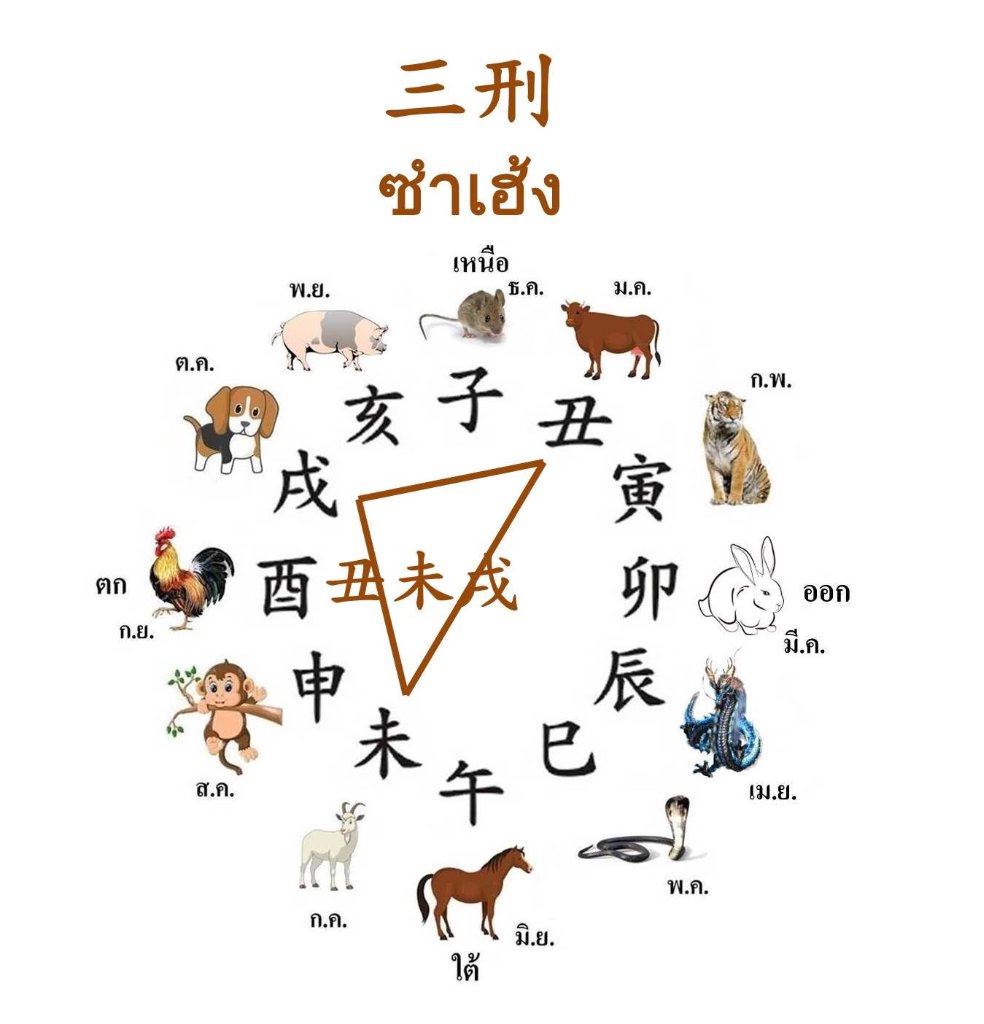 三刑
ซำเฮ้ง
เหนือ
ธ.ค.
ม.ค.
พ.ย.
ต.ค.
ก.พ.
子
亥
丑
戌
寅
ตก
酉
丑未戌
卯
ออก
ก.ย.
มี.ค.
申
辰
未
巳
午
ส.ค.
เม.ย.
พ.ค.
ก.ค.
มิ.ย.
ใต้